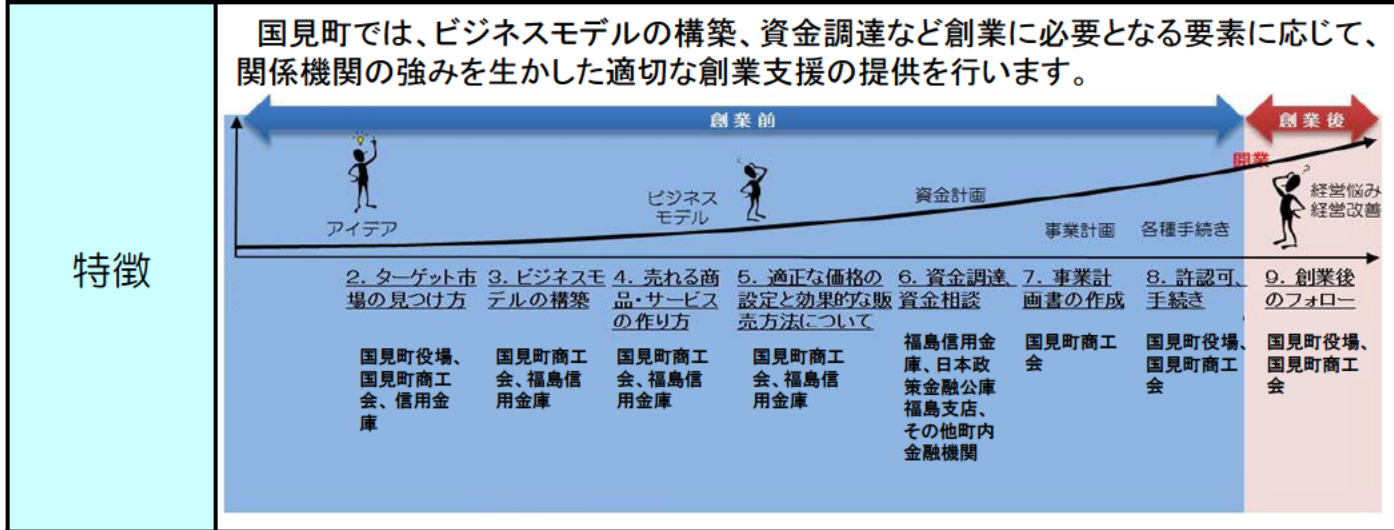 特徴
国見町では、ビジネスモデルの構築、資金調達など創業に必要となる要素に応じて、
関係機関の強みを生かした適切な創業支援の提供を行います。
創業前
創業後
開業
アイデア
ビジネス
モデル
資金計画
事業計画
各種手続き
経営悩み
経営改善
2．ターゲット市
場の見つけ方
国見町役場、
国見町商工
会、信用金
庫
3．ビジネスモ
デルの構築
国見町商工
会、福島信
用金庫
4．売れる商
品・サービス
の作り方
国見町商工
会、福島信
用金庫
5．適正な価格の
設定と効果的な販
売方法について
国見町商工
会、福島信
用金庫
6．資金調達、
資金相談
福島信用金
庫、日本政
策金融公庫
福島支店、
その他町内
金融機関
7．事業計
画書の作成
国見町商工
会
8．許認可、
手続き
国見町役場、
国見町商工
会
9．創業後
のフォロー
国見町役場、
国見町商工
会